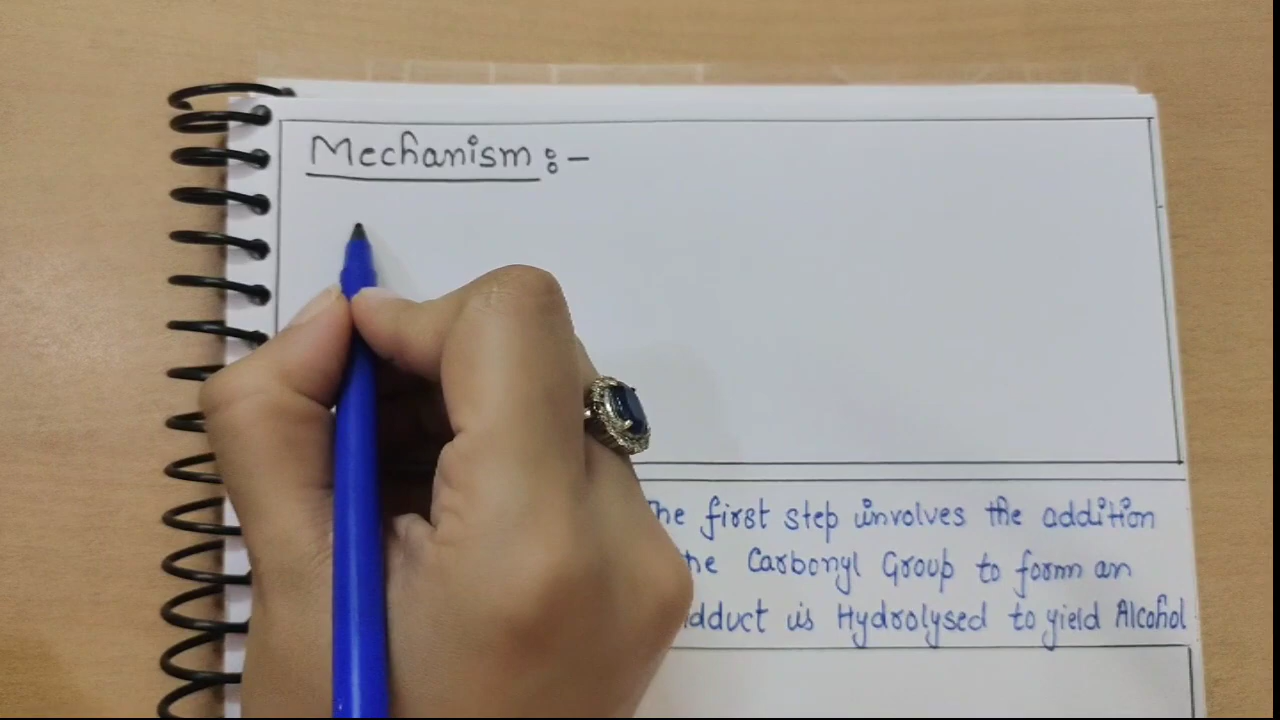 Mechanism :-
he first step involves the addition
he Carbonyl Group to form an
dduct is Hydrolysed to yield Alcohol